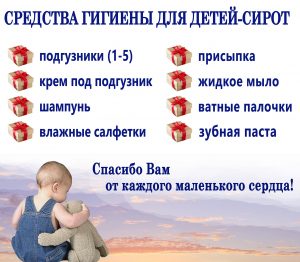 СРЕДСТВА ГИГИЕНЫ ДЛЯ ДЕТЕЙ-СИРОТ
подгузники (1-5)
крем под подгузник
шампунь
влажные салфетки
присыпка
жидкое мыло
ватные палочки
зубная паста
Спасибо Вам
от каждого маленького сердца!